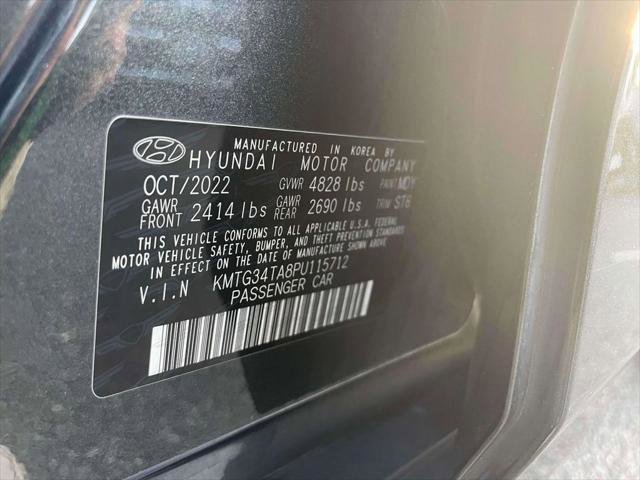 MANUFACTURED IN KOREA BY
HYUNDAI MOTOR COMPANY
OCT/2022 GVWR 4828 lbs PAINT MDY
GAWR FRONT 2414 lbs GAWR REAR 2690 lbs TRIM ST6
THIS VEHICLE CONFORMS TO ALL APPLICABLE U.S.A. FEDERAL
MOTOR VEHICLE SAFETY, BUMPER, AND THEFT PREVENTION STANDARDS
IN EFFECT ON THE DATE OF MANUFACTURE SHOWN ABOVE.
V.I.N KMTG34TA8PU115712
PASSENGER CAR